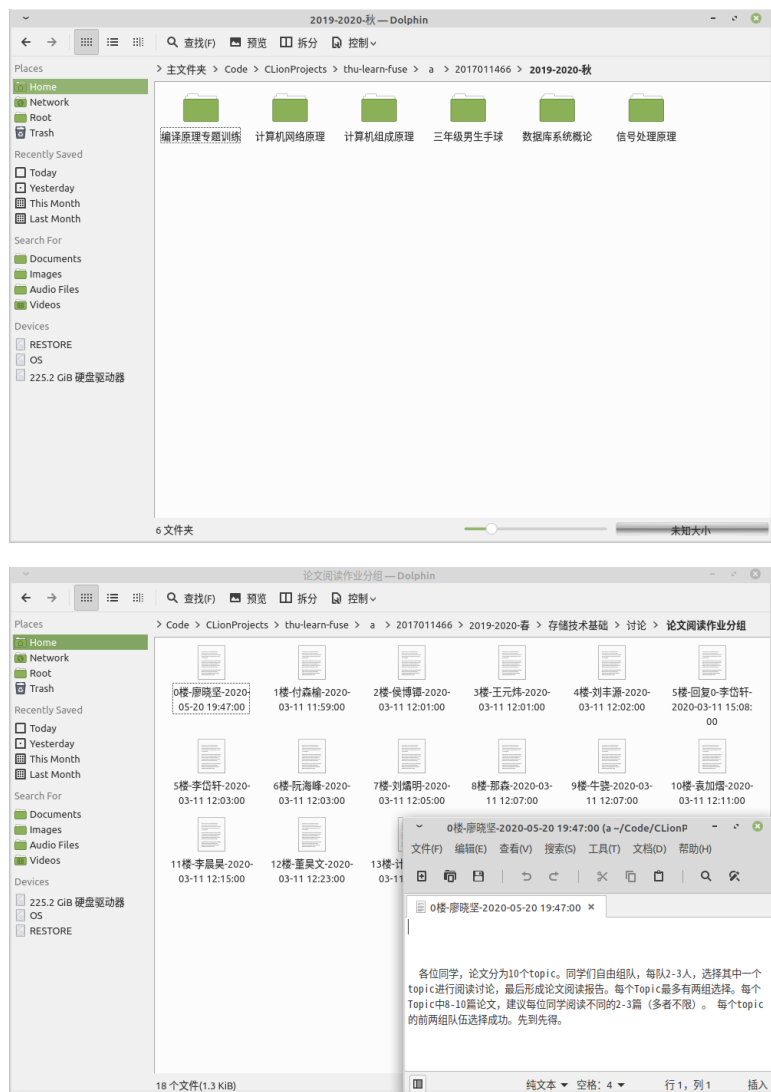 2019-2020-秋 — Dolphin
查找(F) 预览 拆分 控制
Places
> 主文件夹 > Code > CLionProjects > thu-learn-fuse > a > 2017011466 > 2019-2020-秋
Home
Network
Root
Trash
Recently Saved
Today
Yesterday
This Month
Last Month
Search For
Documents
Images
Audio Files
Videos
Devices
RESTORE
OS
225.2 GiB 硬盘驱动器
编译原理专题训练 计算机网络原理 计算机组成原理 三年级男生手球 数据库系统概论 信号处理原理
6 文件夹
未知大小
论文阅读作业分组 — Dolphin
查找(F) 预览 拆分 控制
Places
> Code > CLionProjects > thu-learn-fuse > a > 2017011466 > 2019-2020-春 > 存储技术基础 > 讨论 > 论文阅读作业分组
Home
Network
Root
Trash
Recently Saved
Today
Yesterday
This Month
Last Month
Search For
Documents
Images
Audio Files
Videos
Devices
225.2 GiB 硬盘驱动器
OS
RESTORE
0楼-廖晓坚-2020-
05-20 19:47:00
1楼-付森榆-2020-
03-11 11:59:00
2楼-侯博镡-2020-
03-11 12:01:00
3楼-王元炜-2020-
03-11 12:01:00
4楼-刘丰源-2020-
03-11 12:02:00
5楼-回复0-李岱轩-
2020-03-11 15:08:
00
5楼-李岱轩-2020-
03-11 12:03:00
6楼-阮海峰-2020-
03-11 12:03:00
7楼-刘燏明-2020-
03-11 12:05:00
8楼-那森-2020-03-
11 12:07:00
9楼-牛骁-2020-03-
11 12:07:00
10楼-袁加熠-2020-
03-11 12:11:00
11楼-李晨昊-2020-
03-11 12:15:00
12楼-董昊文-2020-
03-11 12:23:00
13楼-计
03-11
18 个文件(1.3 KiB)
0楼-廖晓坚-2020-05-20 19:47:00 (a ~/Code/CLionP
文件(F) 编辑(E) 查看(V) 搜索(S) 工具(T) 文档(D) 帮助(H)
0楼-廖晓坚-2020-05-20 19:47:00
各位同学，论文分为10个topic。同学们自由组队，每队2-3人，选择其中一个
topic进行阅读讨论，最后形成论文阅读报告。每个Topic最多有两组选择。每个
Topic中8-10篇论文，建议每位同学阅读不同的2-3篇（多者不限）。 每个topic
的前两组队伍选择成功。先到先得。
纯文本 空格：4 行 1，列 1 插入